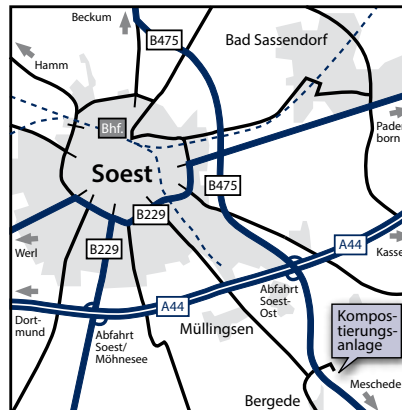 Beckum
B475
Bad Sassendorf
Hamm
Bhf.
Pader
born
Soest
B475
B229
B229
Werl
A44
Kasse
A44
Dort-
mund
Abfahrt
Soest/
Möhnesee
Müllingsen
Abfahrt
Soest-
Ost
Kompos-
tierungs-
anlage
Bergede
Meschede